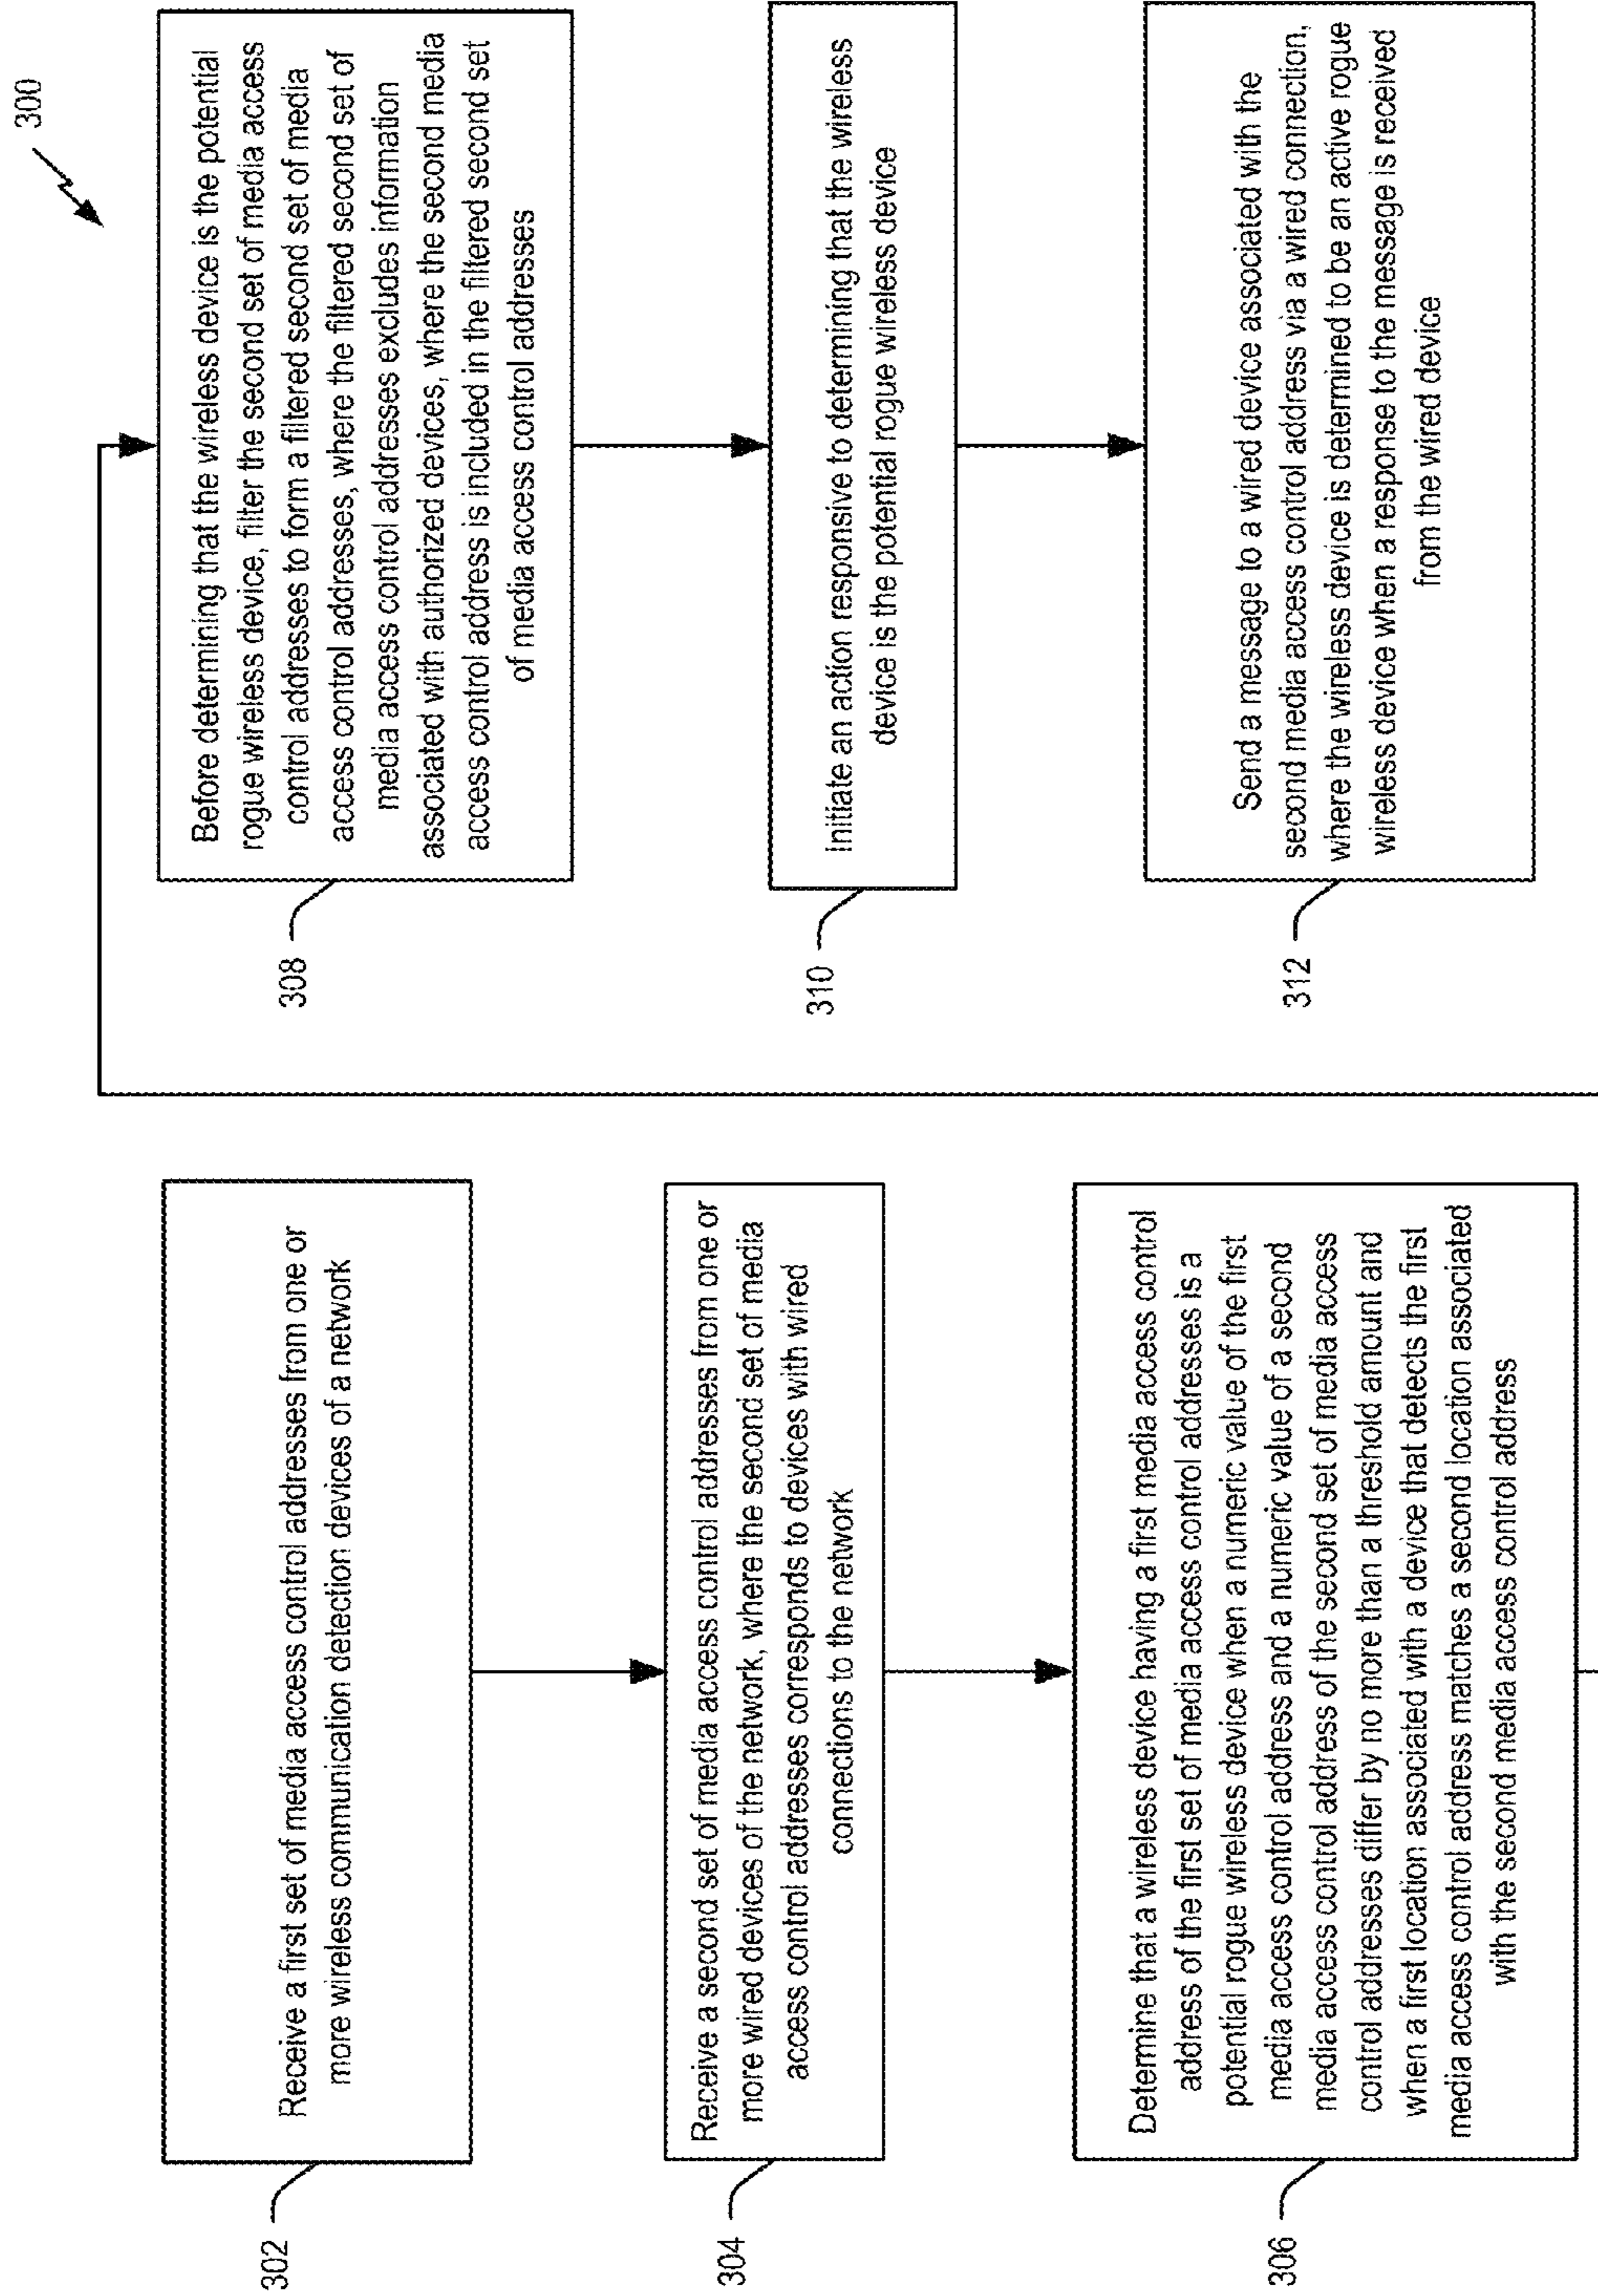 300
302
Receive a first set of media access control addresses from one or
more wireless communication detection devices of a network
304
Receive a second set of media access control addresses from one or
more wired devices of the network, where the second set of media
access control addresses corresponds to devices with wired
connections to the network
306
Determine that a wireless device having a first media access control
address of the first set of media access control addresses is a
potential rogue wireless device when a numeric value of the first
media access control address and a numeric value of a second
media access control address of the second set of media access
control addresses differ by no more than a threshold amount and
when a first location associated with a device that detects the first
media access control address matches a second location associated
with the second media access control address
308
Before determining that the wireless device is the potential
rogue wireless device, filter the second set of media access
control addresses to form a filtered second set of media
access control addresses, where the filtered second set of
media access control addresses excludes information
associated with authorized devices, where the second media
access control address is included in the filtered second set
of media access control addresses
310
Initiate an action responsive to determining that the wireless
device is the potential rogue wireless device
312
Send a message to a wired device associated with the
second media access control address via a wired connection,
where the wireless device is determined to be an active rogue
wireless device when a response to the message is received
from the wired device